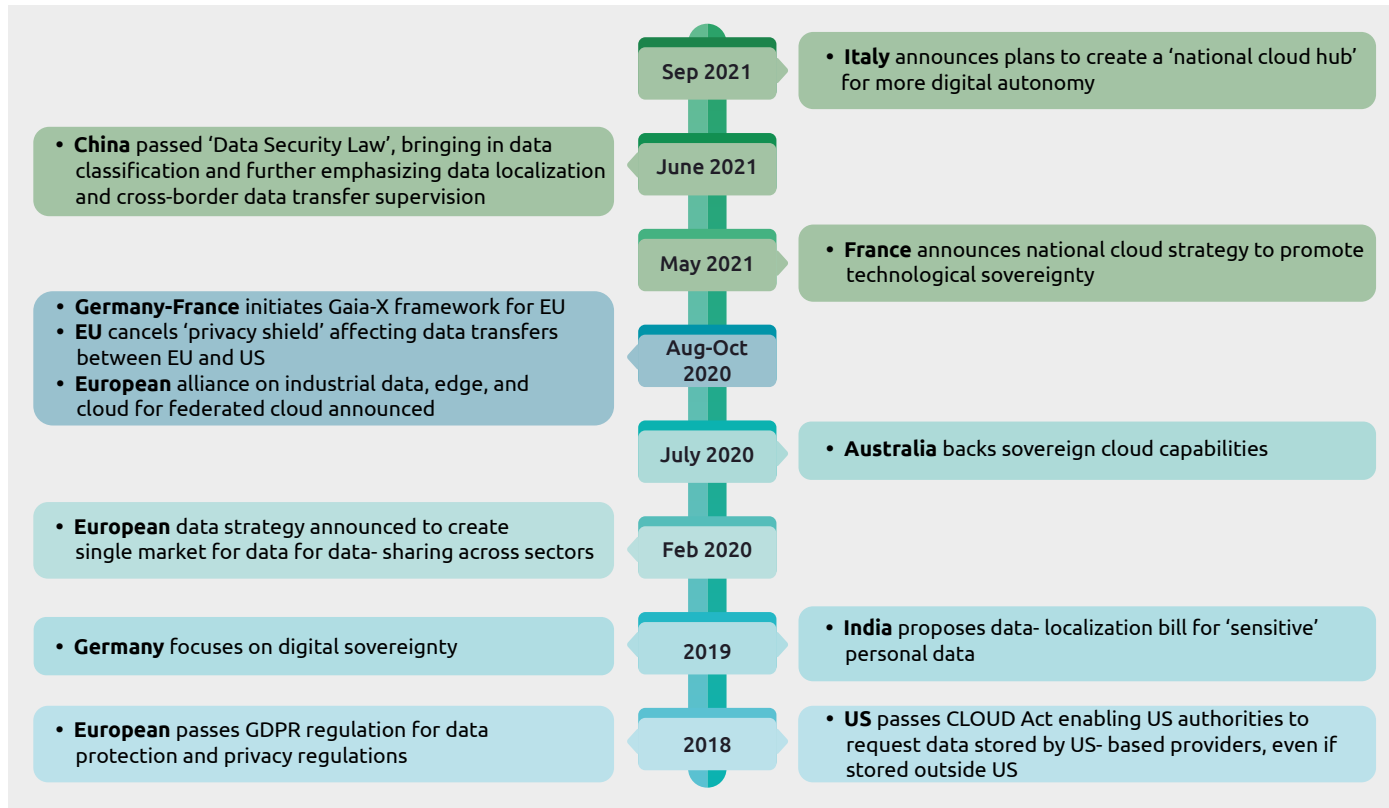 Sep 2021
• Italy announces plans to create a ‘national cloud hub’
for more digital autonomy
• China passed ‘Data Security Law’, bringing in data
classification and further emphasizing data localization
and cross-border data transfer supervision
June 2021
May 2021
• France announces national cloud strategy to promote
technological sovereignty
• Germany-France initiates Gaia-X framework for EU
• EU cancels ‘privacy shield’ affecting data transfers
between EU and US
• European alliance on industrial data, edge, and
cloud for federated cloud announced
Aug-Oct
2020
July 2020
• Australia backs sovereign cloud capabilities
• European data strategy announced to create
single market for data for data- sharing across sectors
Feb 2020
• Germany focuses on digital sovereignty
2019
• India proposes data- localization bill for ‘sensitive’
personal data
• European passes GDPR regulation for data
protection and privacy regulations
2018
• US passes CLOUD Act enabling US authorities to
request data stored by US- based providers, even if
stored outside US